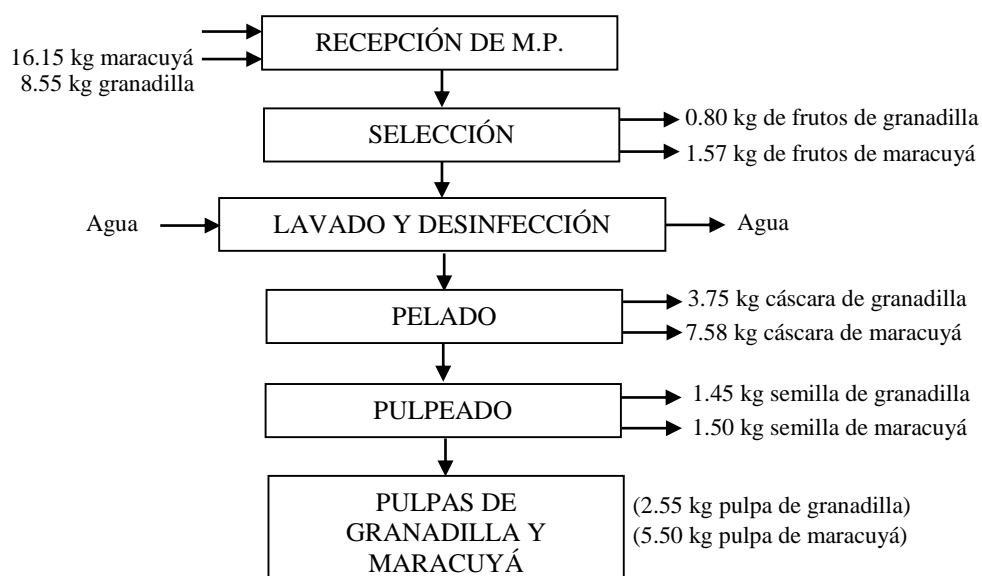 RECEPCIÓN DE M.P.
16.15 kg maracuyá
8.55 kg granadilla
SELECCIÓN
0.80 kg de frutos de granadilla
1.57 kg de frutos de maracuyá
Agua
LAVADO Y DESINFECCIÓN
Agua
PELADO
3.75 kg cáscara de granadilla
7.58 kg cáscara de maracuyá
PULPEADO
1.45 kg semilla de granadilla
1.50 kg semilla de maracuyá
PULPAS DE
GRANADILLA Y
MARACUYÁ
(2.55 kg pulpa de granadilla)
(5.50 kg pulpa de maracuyá)